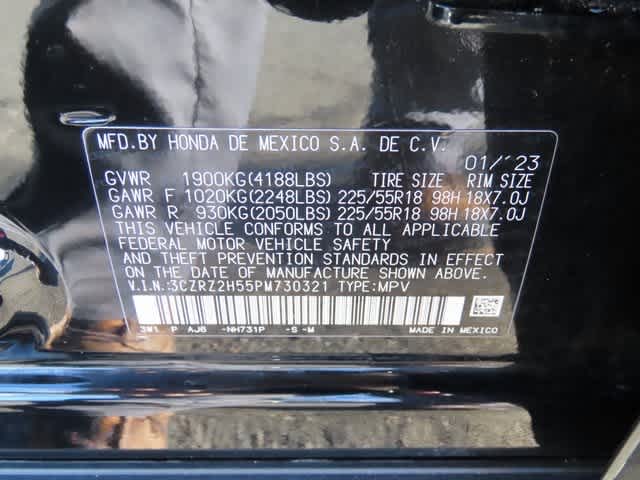 MFD.BY HONDA DE MEXICO S.A. DE C.V.
01/'23
GVWR 1900KG(4188LBS) TIRE SIZE RIM SIZE
GAWR F 1020KG(2248LBS) 225/55R18 98H 18X7.0J
GAWR R 930KG(2050LBS) 225/55R18 98H 18X7.0J
THIS VEHICLE CONFORMS TO ALL APPLICABLE
FEDERAL MOTOR VEHICLE SAFETY
AND THEFT PREVENTION STANDARDS IN EFFECT
ON THE DATE OF MANUFACTURE SHOWN ABOVE.
V.I.N.:3CZRZ2H55PM730321 TYPE:MPV
3W1 P AJ6 -NH731P -S -M MADE IN MEXICO